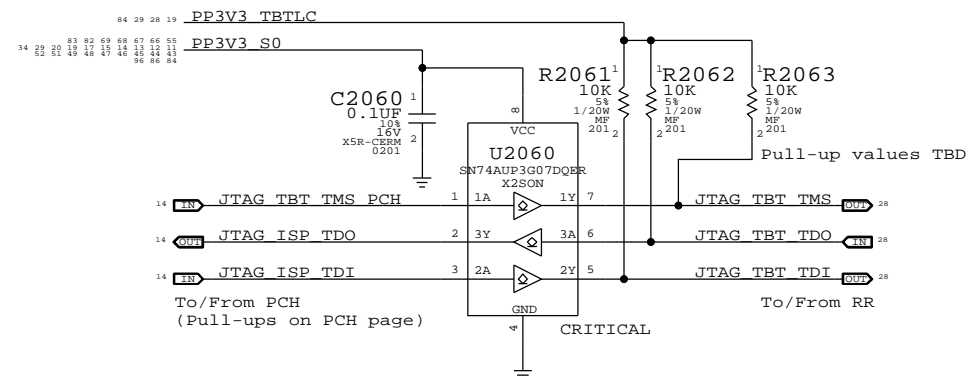 84 29 28 19 PP3V3_TBTLC
83 82 69 68 67 66 55
34 29 20 19 17 15 14 13 12 11 PP3V3_S0
52 51 49 48 47 46 45 44 43
96 86 84
C2060 1
0.1UF
10%
16V
X5R-CERM 2
0201
R2061 1
10K
5%
1/20W
MF
201 2
1 R2062
10K
5%
1/20W
MF
2 201
1 R2063
10K
5%
1/20W
MF
2 201
Pull-up values TBD
8
VCC
U2060
SN74AUP3G07DQER
X2SON
14 IN JTAG_TBT_TMS_PCH 1 1A 1Y 7 JTAG_TBT_TMS OUT 28
14 OUT JTAG_ISP_TDO 2 3Y 3A 6 JTAG_TBT_TDO IN 28
14 IN JTAG_ISP_TDI 3 2A 2Y 5 JTAG_TBT_TDI OUT 28
To/From PCH
(Pull-ups on PCH page)
GND
4
CRITICAL
To/From RR